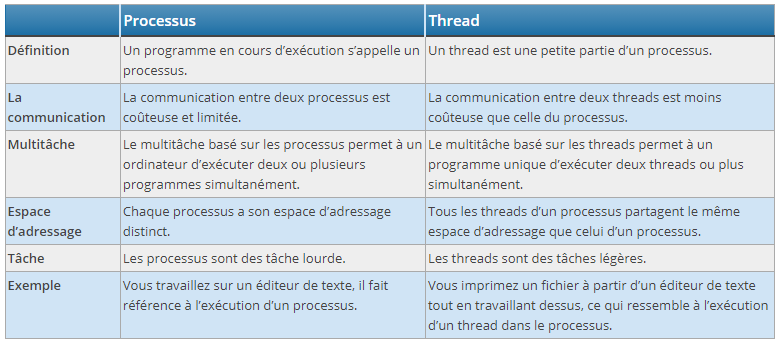 Processus Thread
Définition Un programme en cours d’exécution s’appelle un Un thread est une petite partie d’un processus.
processus.
La La communication entre deux processus est La communication entre deux threads est moins
communication coûteuse et limitée. coûteuse que celle du processus.
Multitâche Le multitâche basé sur les processus permet à un Le multitâche basé sur les threads permet à un
ordinateur d’exécuter deux ou plusieurs programme unique d’exécuter deux threads ou plus
programmes simultanément. simultanément.
Espace Chaque processus a son espace d’adressage Tous les threads d’un processus partagent le même
d’adressage distinct. espace d’adressage que celui d’un processus.
Tâche Les processus sont des tâche lourde. Les threads sont des tâches légères.
Exemple Vous travaillez sur un éditeur de texte, il fait Vous imprimez un fichier à partir d’un éditeur de texte
référence à l’exécution d’un processus. tout en travaillant dessus, ce qui ressemble à l’exécution
d’un thread dans le processus.